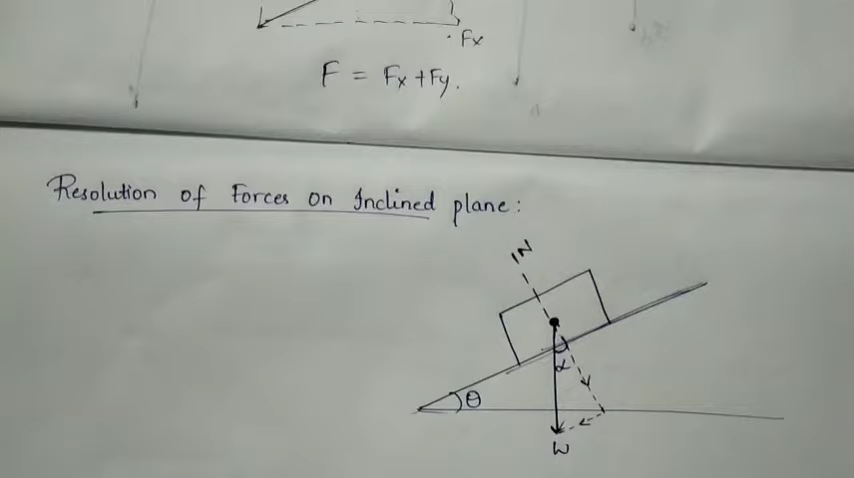 Fx
F = Fx + Fy.
Resolution of Forces on Inclined plane:
N
α
θ
W